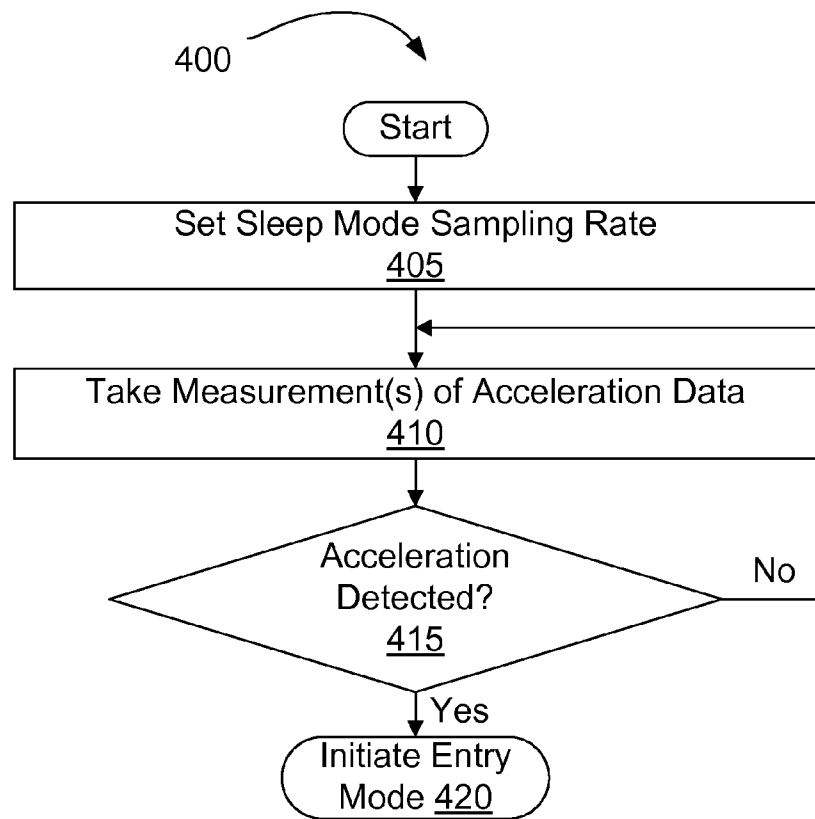 400
Start
Set Sleep Mode Sampling Rate
405
Take Measurement(s) of Acceleration Data
410
Acceleration
Detected?
415
No
Yes
Initiate Entry
Mode 420